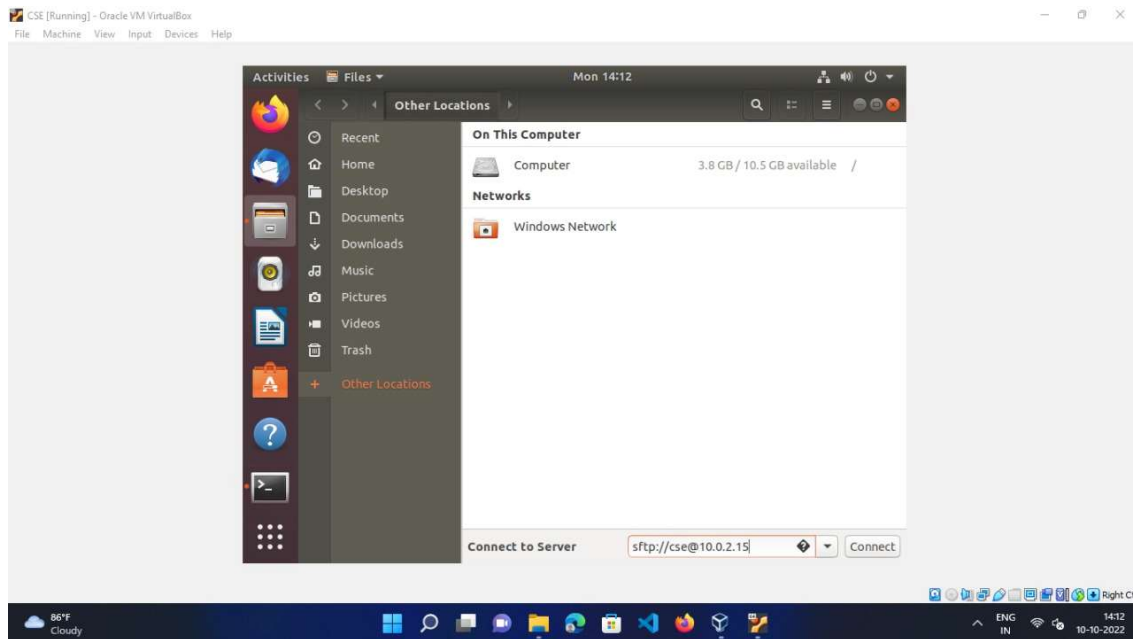 CSE [Running] - Oracle VM VirtualBox
File Machine View Input Devices Help
Activities Files Mon 14:12
Other Locations
Recent
Home
Desktop
Documents
Downloads
Music
Pictures
Videos
Trash
Other Locations
On This Computer
Computer 3.8 GB / 10.5 GB available /
Networks
Windows Network
Connect to Server sftp://cse@10.0.2.15 Connect
Right C
86°F
Cloudy
ENG
IN
14:12
10-10-2022